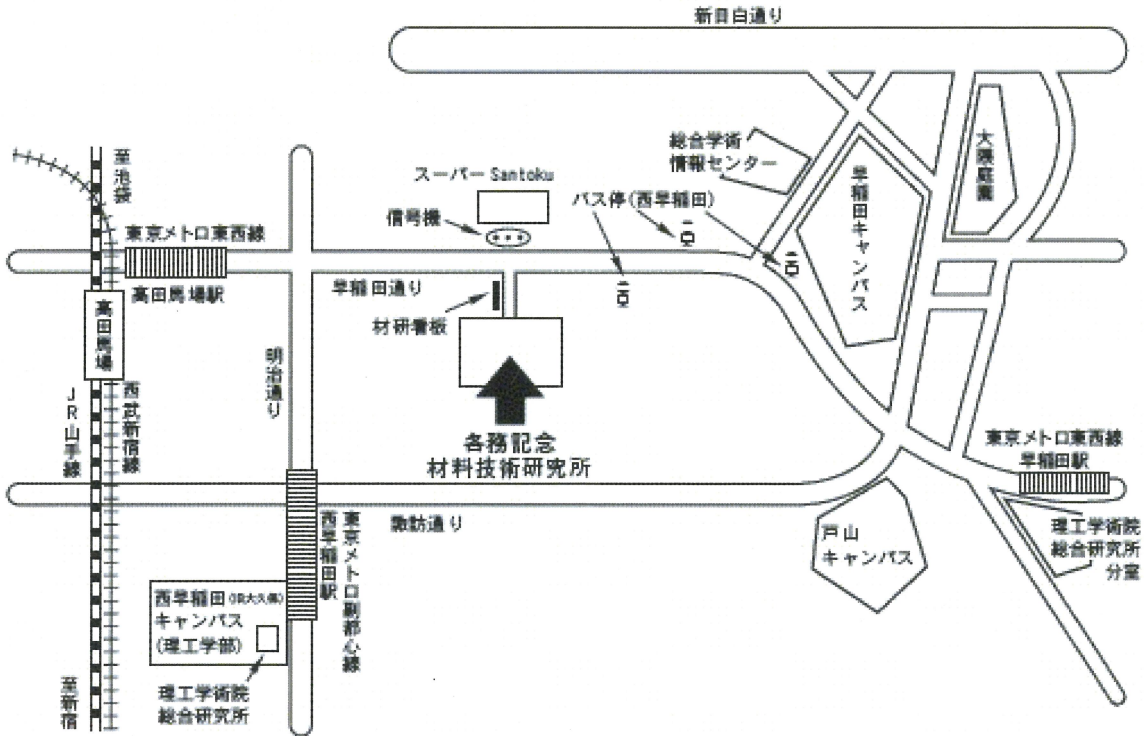 新目白通り
至池袋
総合学術
情報センター
大隈庭園
早稲田キャンパス
スーパー Santoku
信号機
バス停(西早稲田)
東京メトロ東西線
高田馬場駅
高田馬場
早稲田通り
材研看板
明治通り
JR山手線
西武新宿線
各務記念
材料技術研究所
東京メトロ東西線
早稲田駅
諏訪通り
東京メトロ副都心線
西早稲田駅
戸山
キャンパス
理工学術院
総合研究所
分室
西早稲田(旧大久保)
キャンパス
(理工学部)
理工学術院
総合研究所
至新宿